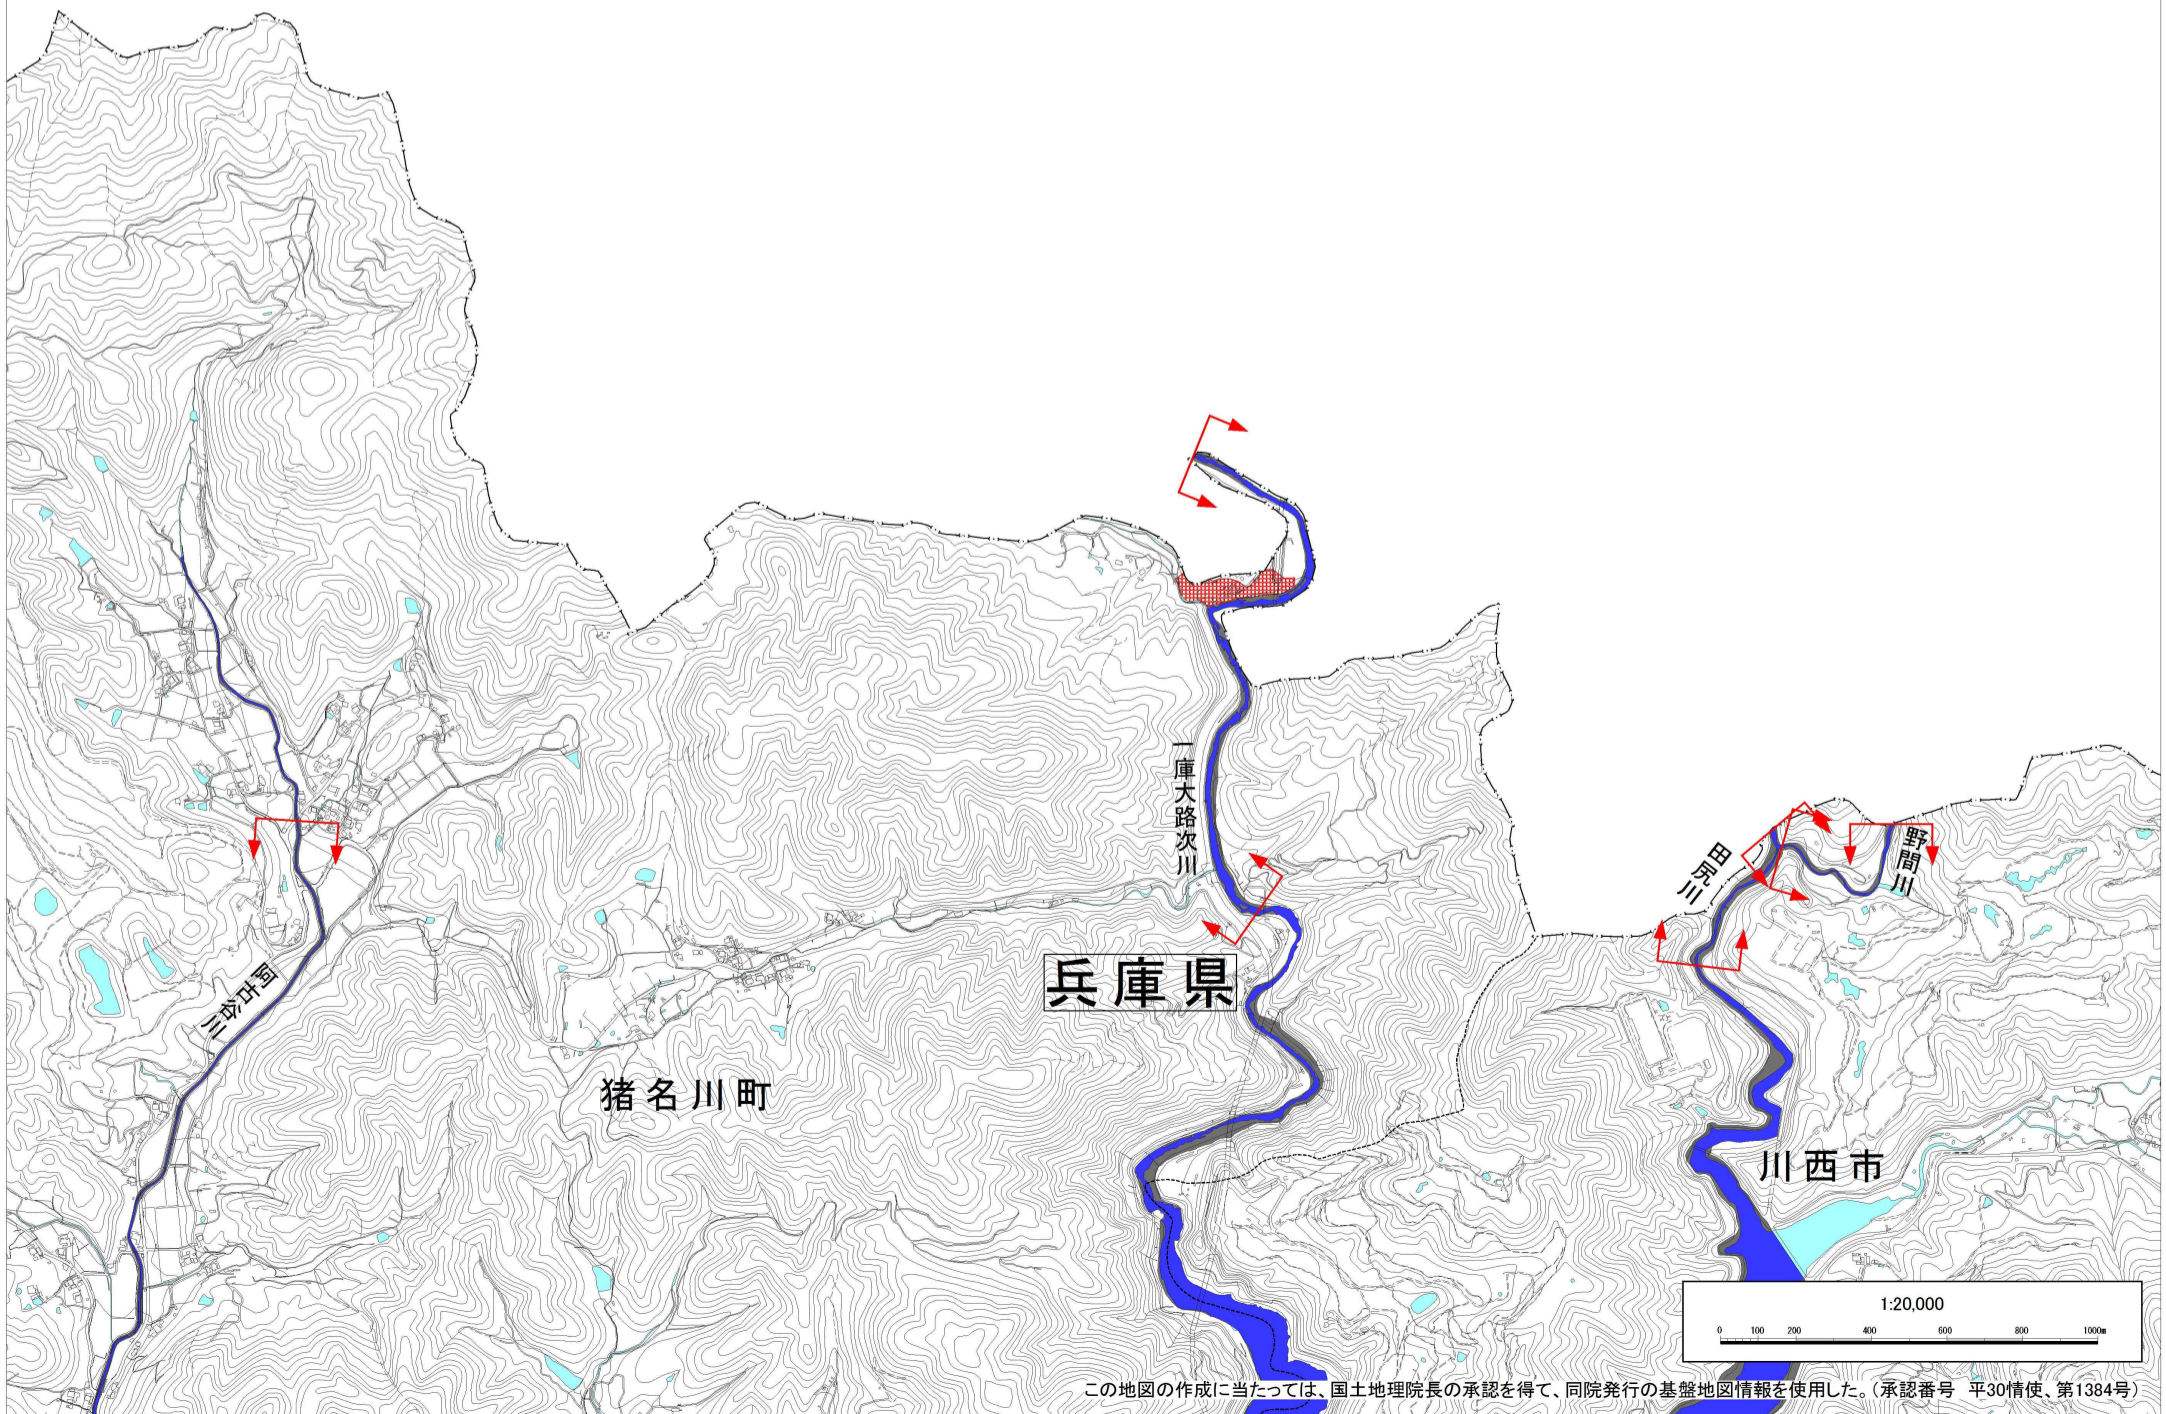 一庫大路次川
野間川
田尻川
阿古谷川
兵庫県
猪名川町
川西市
1:20,000
0 100 200 400 600 800 1000m
この地図の作成に当たっては、国土地理院長の承認を得て、同院発行の基盤地図情報を使用した。（承認番号　平30情使、第1384号）